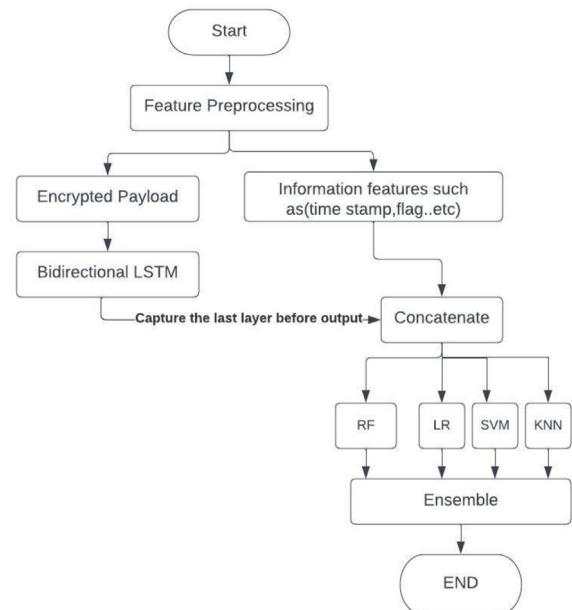 Start
Feature Preprocessing
Encrypted Payload
Information features such
as(time stamp,flag..etc)
Bidirectional LSTM
Capture the last layer before output
Concatenate
RF
LR
SVM
KNN
Ensemble
END